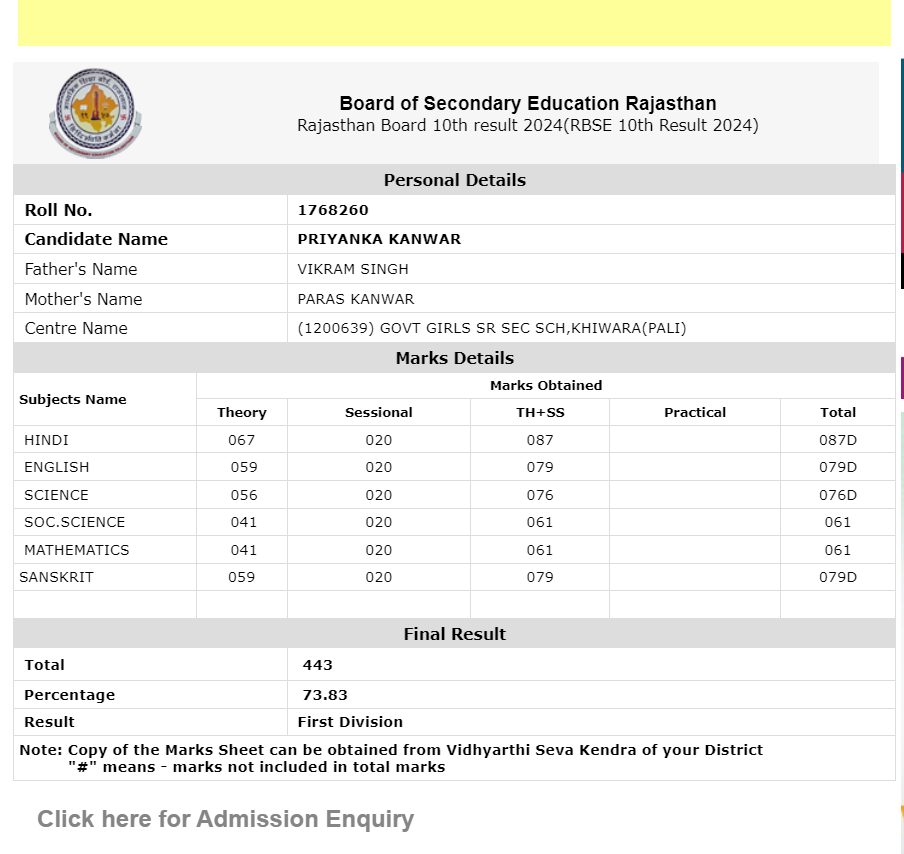 Board of Secondary Education Rajasthan
Rajasthan Board 10th result 2024(RBSE 10th Result 2024)
Personal Details
Roll No. 1768260
Candidate Name PRIYANKA KANWAR
Father's Name VIKRAM SINGH
Mother's Name PARAS KANWAR
Centre Name (1200639) GOVT GIRLS SR SEC SCH,KHIWARA(PALI)
Marks Details
Subjects Name Marks Obtained
Theory Sessional TH+SS Practical Total
HINDI 067 020 087 087D
ENGLISH 059 020 079 079D
SCIENCE 056 020 076 076D
SOC.SCIENCE 041 020 061 061
MATHEMATICS 041 020 061 061
SANSKRIT 059 020 079 079D
Final Result
Total 443
Percentage 73.83
Result First Division
Note: Copy of the Marks Sheet can be obtained from Vidhyarthi Seva Kendra of your District
"#" means - marks not included in total marks
Click here for Admission Enquiry